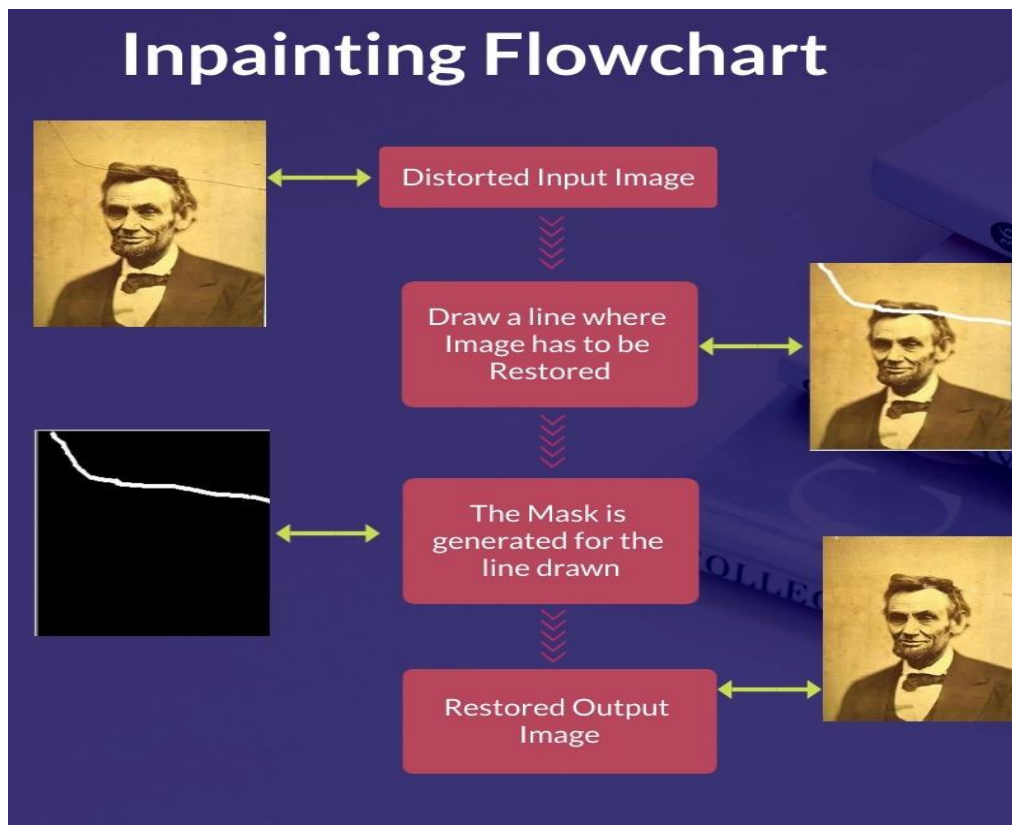 Inpainting Flowchart
Distorted Input Image
Draw a line where
Image has to be
Restored
The Mask is
generated for the
line drawn
Restored Output
Image